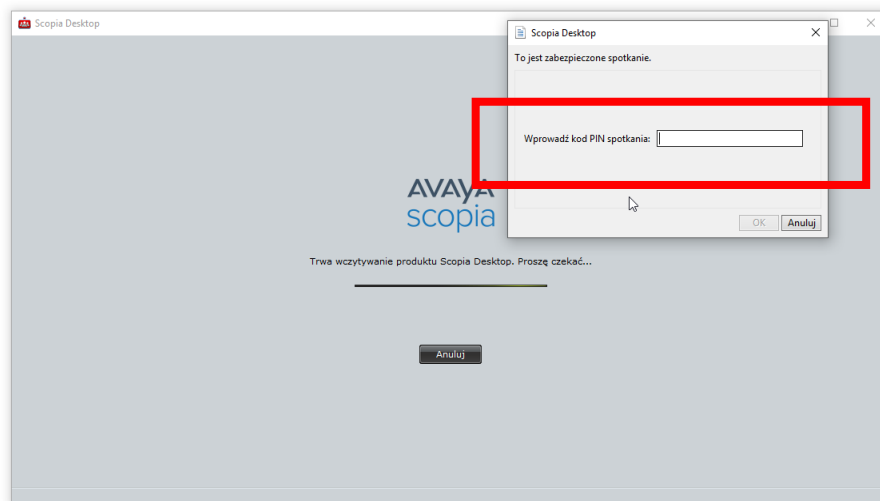 Scopia Desktop
Scopia Desktop
To jest zabezpieczone spotkanie.
Wprowadź kod PIN spotkania:
OK Anuluj
AVAYA
scopia
Trwa wczytywanie produktu Scopia Desktop. Proszę czekać...
Anuluj